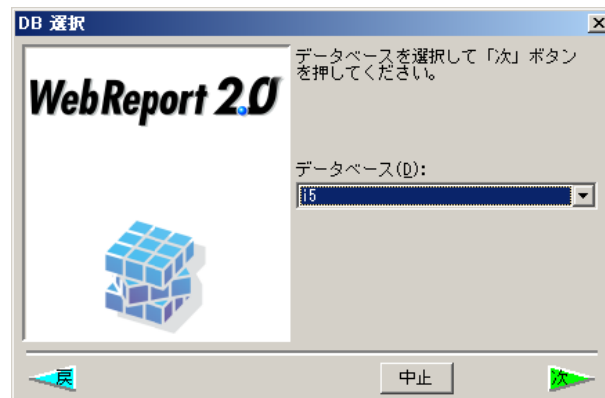 DB 選択
データベースを選択して「次」ボタン
を押してください。
WebReport 2.0
データベース(D):
i5
戻
中止
次